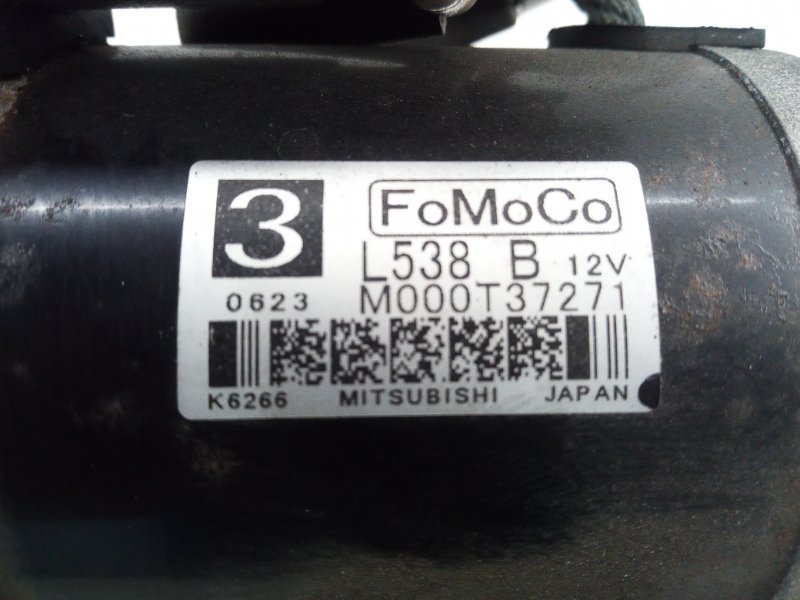 3 FoMoCo
L538 B 12V
0623 M000T37271
K6266 MITSUBISHI JAPAN